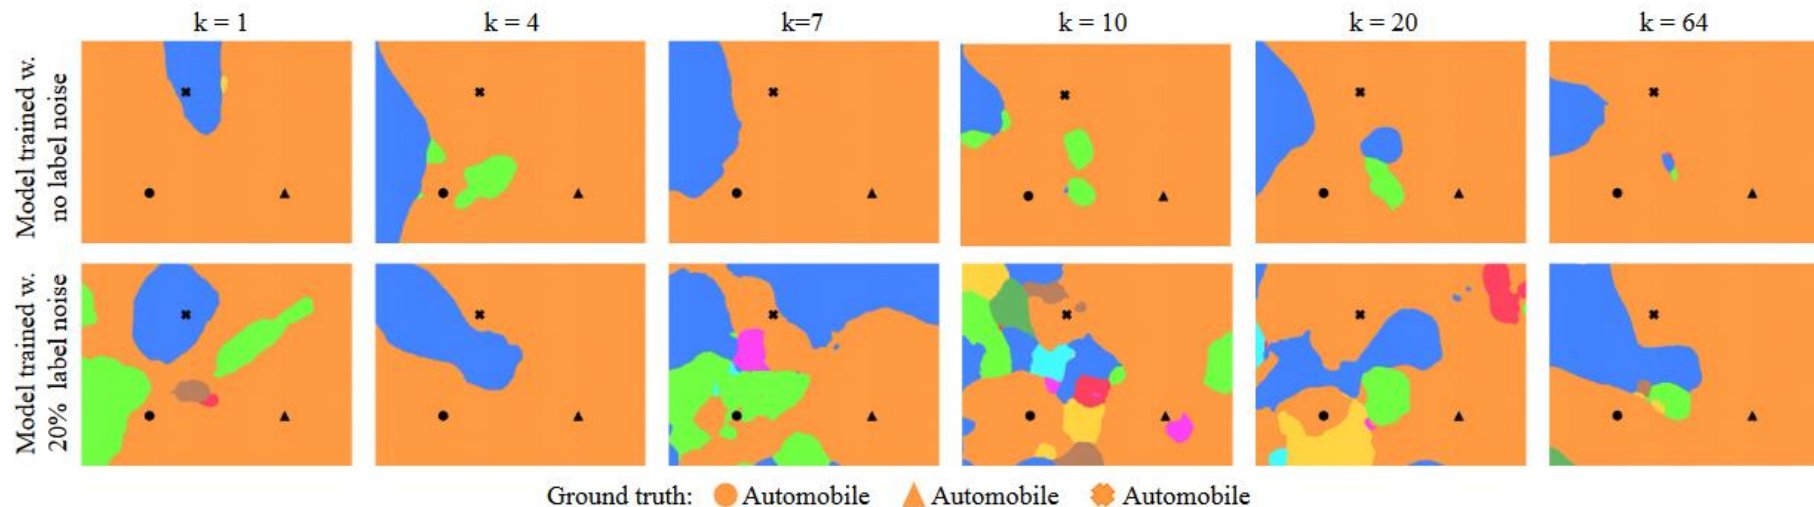 k = 1 k = 4 k=7 k = 10 k = 20 k = 64
Model trained w.
no label noise
Model trained w.
20% label noise
Ground truth: Automobile Automobile Automobile